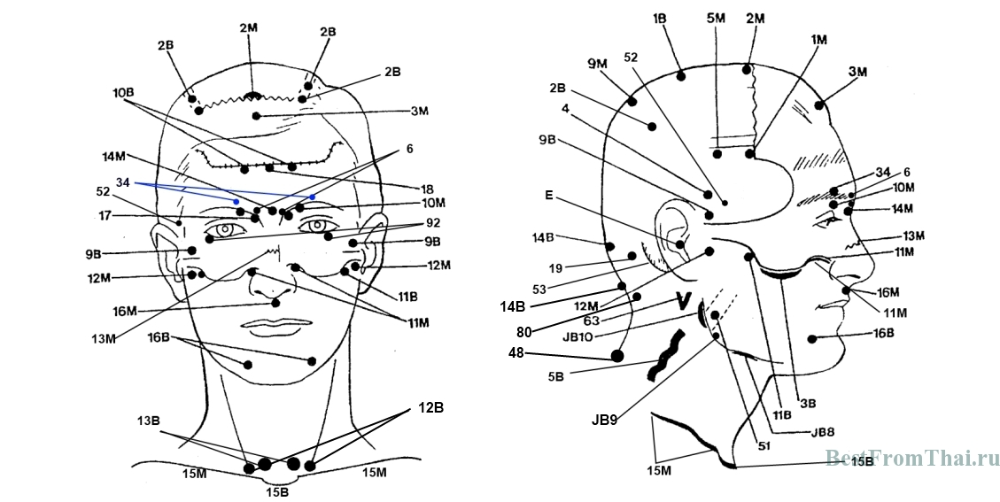 2M
2B
2B
2B
10B
3M
14M
6
34
18
52
10M
17
92
9B
9B
12M
12M
11B
16M
11M
13M
16B
13B
12B
15M
15M
15B
1B
5M
2M
1M
52
9M
3M
2B
4
9B
34
6
10M
E
14M
13M
14B
11M
19
53
16M
14B
12M
11M
63
80
JB10
16B
48
5B
3B
11B
JB9
JB8
51
15M
15B
BestFromThai.ru